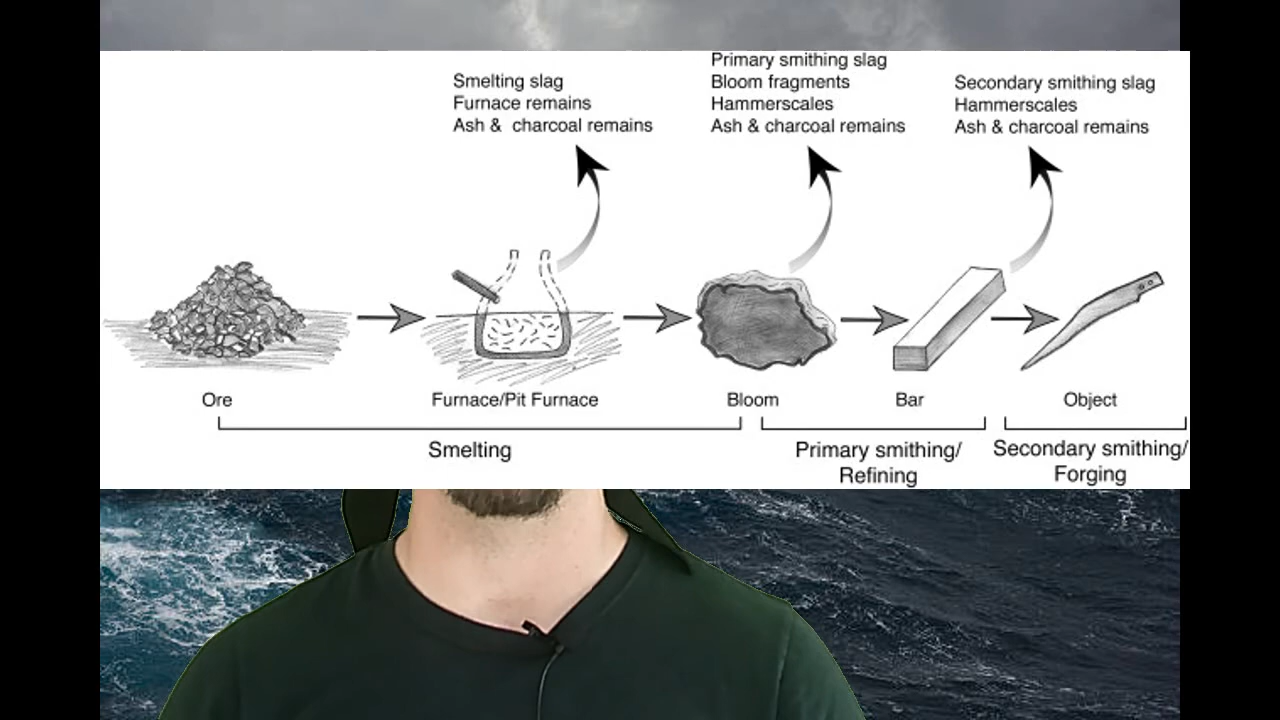 Smelting slag
Furnace remains
Ash & charcoal remains
Primary smithing slag
Bloom fragments
Hammerscales
Ash & charcoal remains
Secondary smithing slag
Hammerscales
Ash & charcoal remains
Ore
Furnace/Pit Furnace
Bloom
Bar
Object
Smelting
Primary smithing/
Refining
Secondary smithing/
Forging